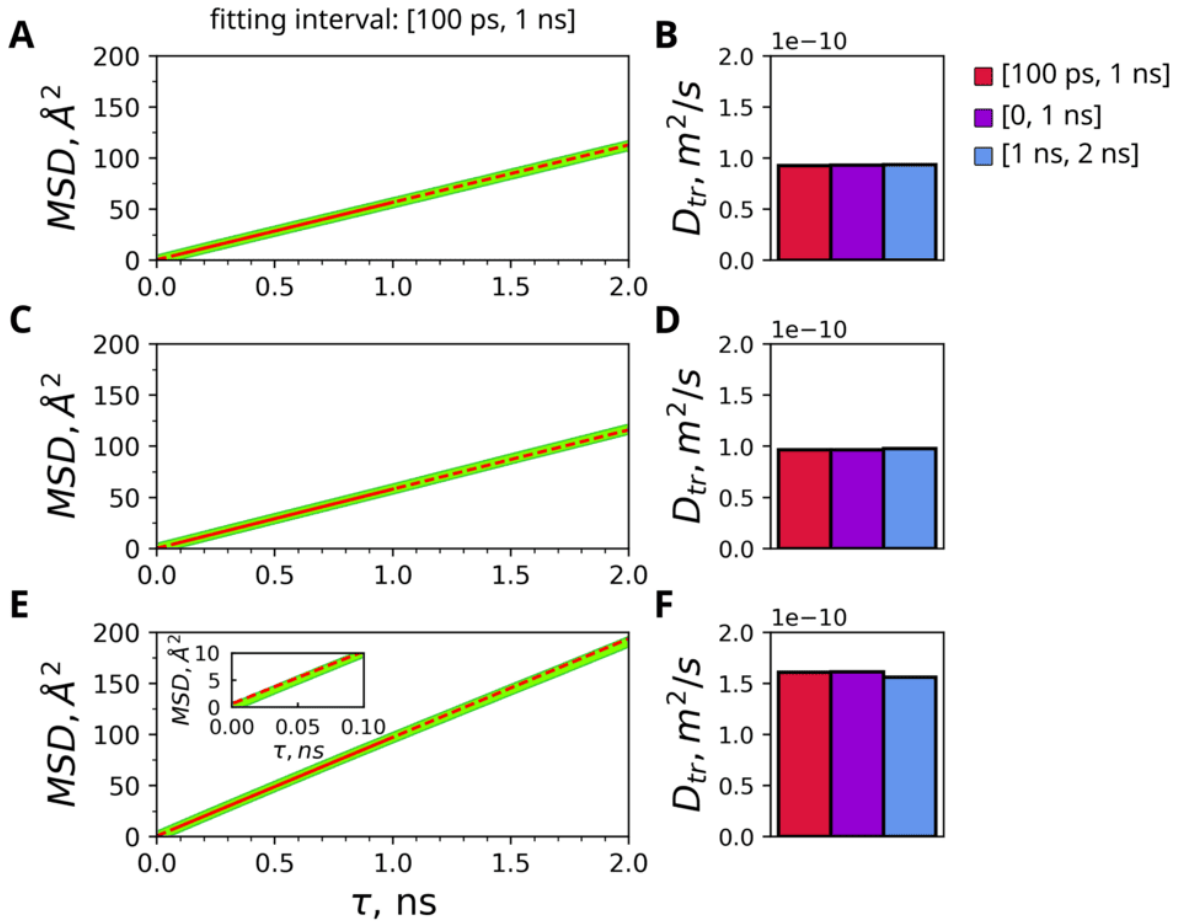 fitting interval: [100 ps, 1 ns]
A
MSD, Å²
200
150
100
50
0
0.0 0.5 1.0 1.5 2.0
B
1e−10
D_tr, m²/s
2.0
1.5
1.0
0.5
0.0
[100 ps, 1 ns]
[0, 1 ns]
[1 ns, 2 ns]
C
MSD, Å²
200
150
100
50
0
0.0 0.5 1.0 1.5 2.0
D
1e−10
D_tr, m²/s
2.0
1.5
1.0
0.5
0.0
E
MSD, Å²
200
150
100
50
0
MSD, Å²
10
5
0
0.00 0.05 0.10
τ, ns
0.0 0.5 1.0 1.5 2.0
τ, ns
F
1e−10
D_tr, m²/s
2.0
1.5
1.0
0.5
0.0